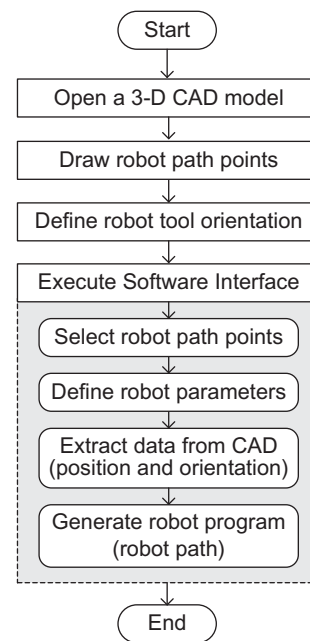 Start
Open a 3-D CAD model
Draw robot path points
Define robot tool orientation
Execute Software Interface
Select robot path points
Define robot parameters
Extract data from CAD
(position and orientation)
Generate robot program
(robot path)
End